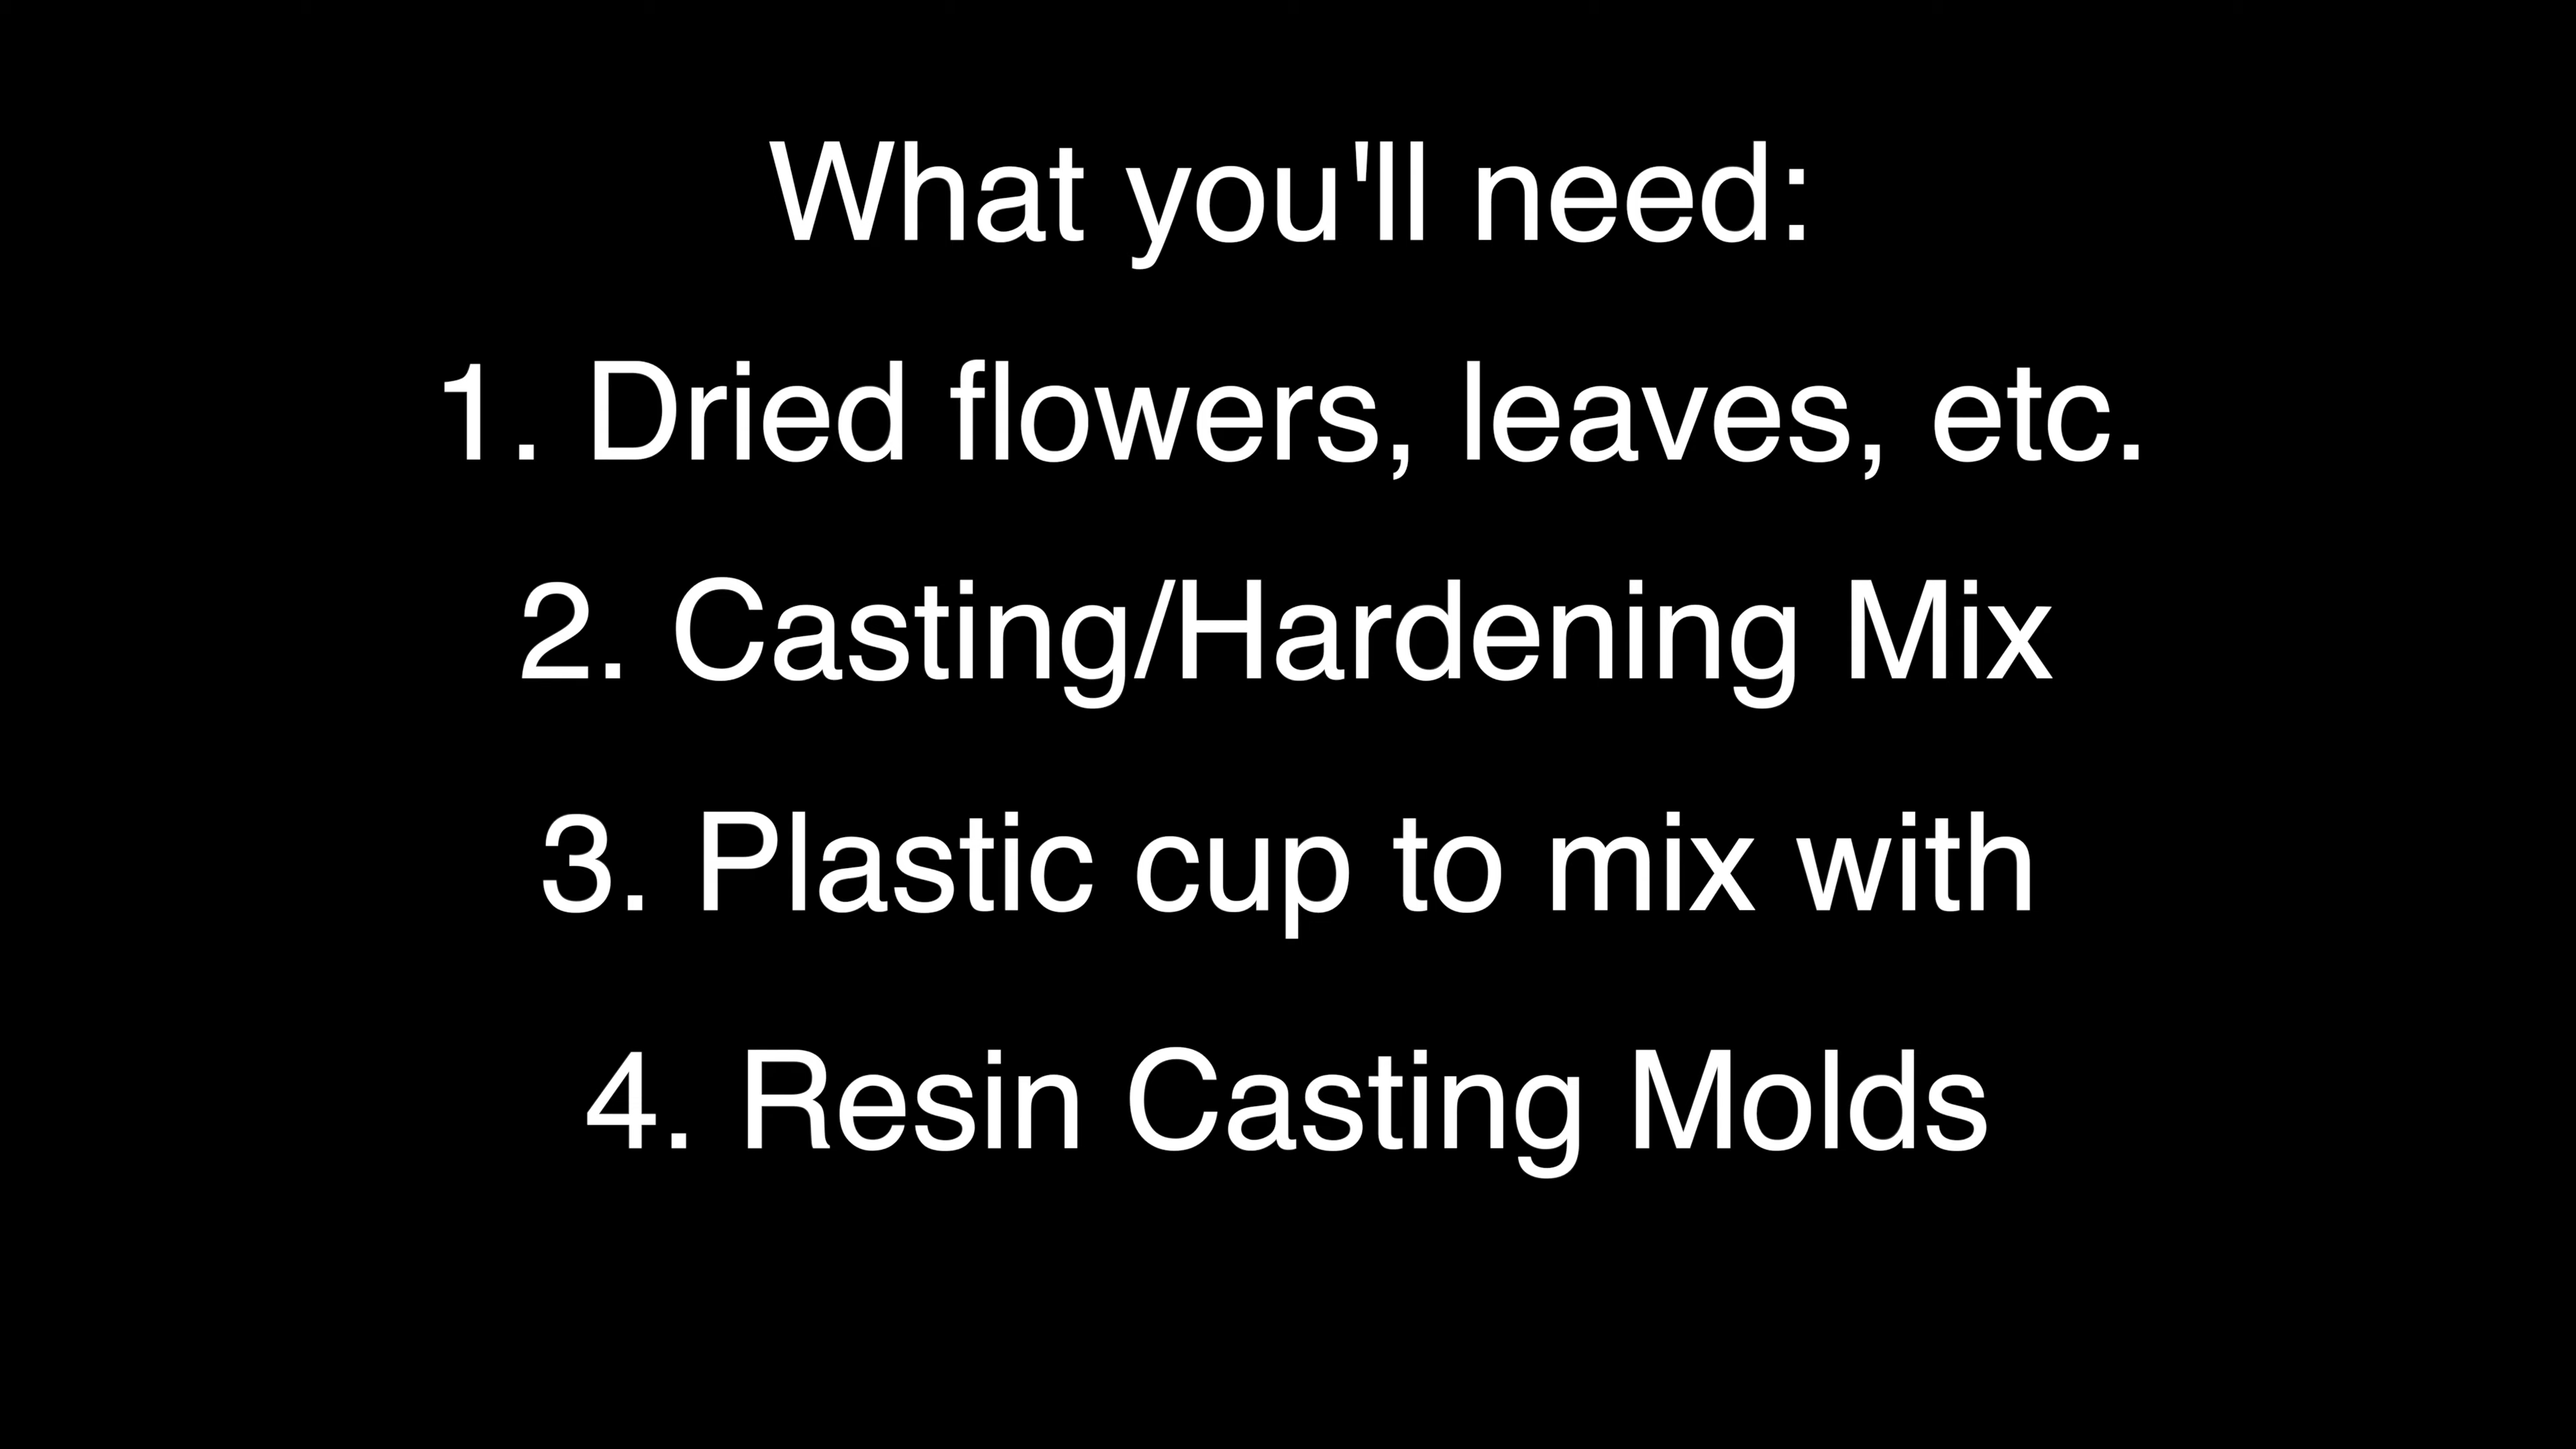 What you'll need:
1. Dried flowers, leaves, etc.
2. Casting/Hardening Mix
3. Plastic cup to mix with
4. Resin Casting Molds